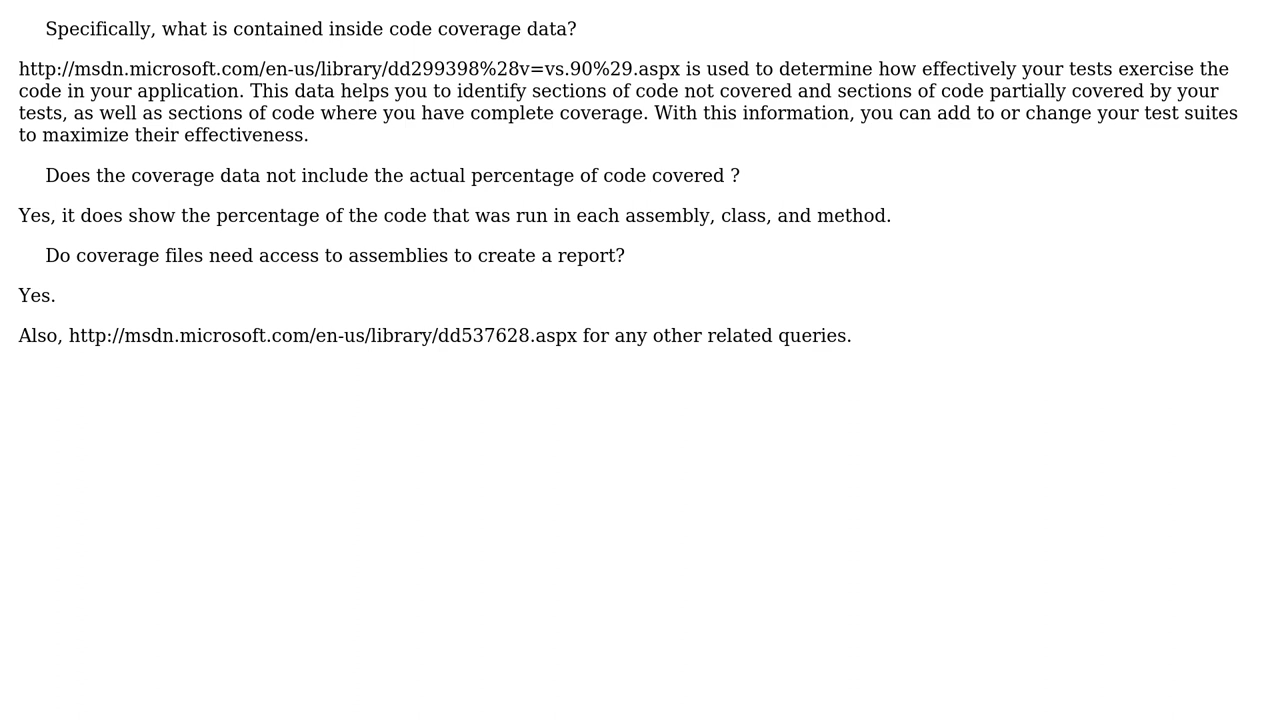 Specifically, what is contained inside code coverage data?
http://msdn.microsoft.com/en-us/library/dd299398%28v=vs.90%29.aspx is used to determine how effectively your tests exercise the
code in your application. This data helps you to identify sections of code not covered and sections of code partially covered by your
tests, as well as sections of code where you have complete coverage. With this information, you can add to or change your test suites
to maximize their effectiveness.
Does the coverage data not include the actual percentage of code covered ?
Yes, it does show the percentage of the code that was run in each assembly, class, and method.
Do coverage files need access to assemblies to create a report?
Yes.
Also, http://msdn.microsoft.com/en-us/library/dd537628.aspx for any other related queries.